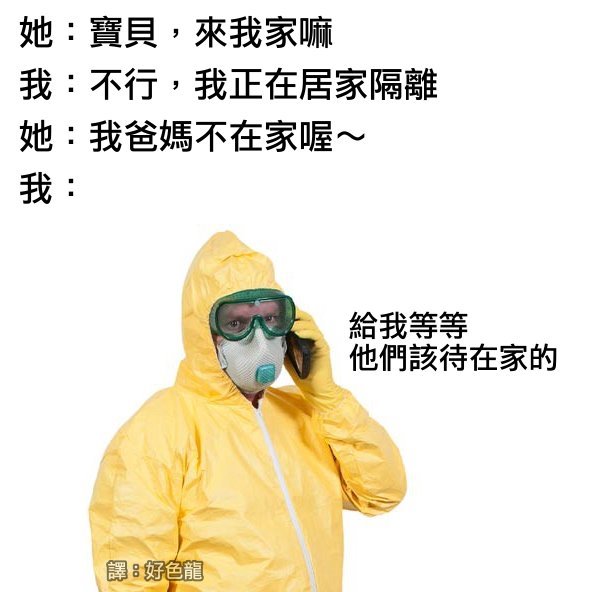 她：寶貝，來我家嘛
我：不行，我正在居家隔離
她：我爸媽不在家喔～
我：
給我等等
他們該待在家的
譯：好色龍